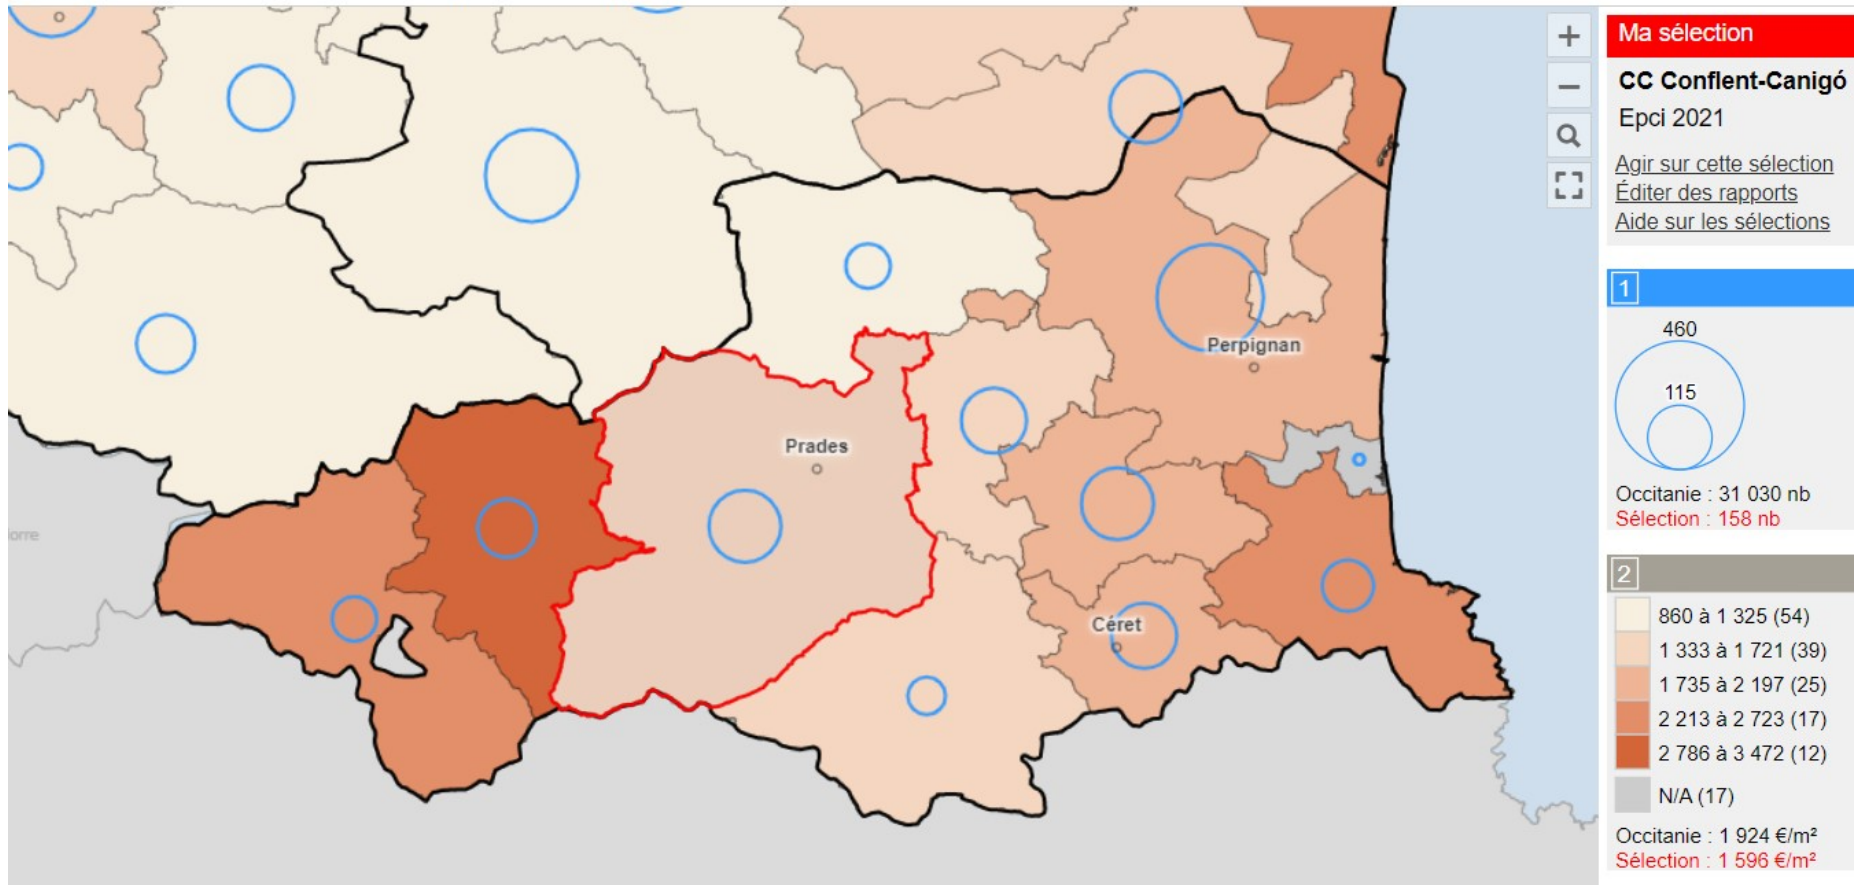 Perpignan
Prades
orre
Céret
+
−
Ma sélection
CC Conflent-Canigó
Epci 2021
Agir sur cette sélection
Éditer des rapports
Aide sur les sélections
1
460
115
Occitanie : 31 030 nb
Sélection : 158 nb
2
860 à 1 325 (54)
1 333 à 1 721 (39)
1 735 à 2 197 (25)
2 213 à 2 723 (17)
2 786 à 3 472 (12)
N/A (17)
Occitanie : 1 924 €/m²
Sélection : 1 596 €/m²